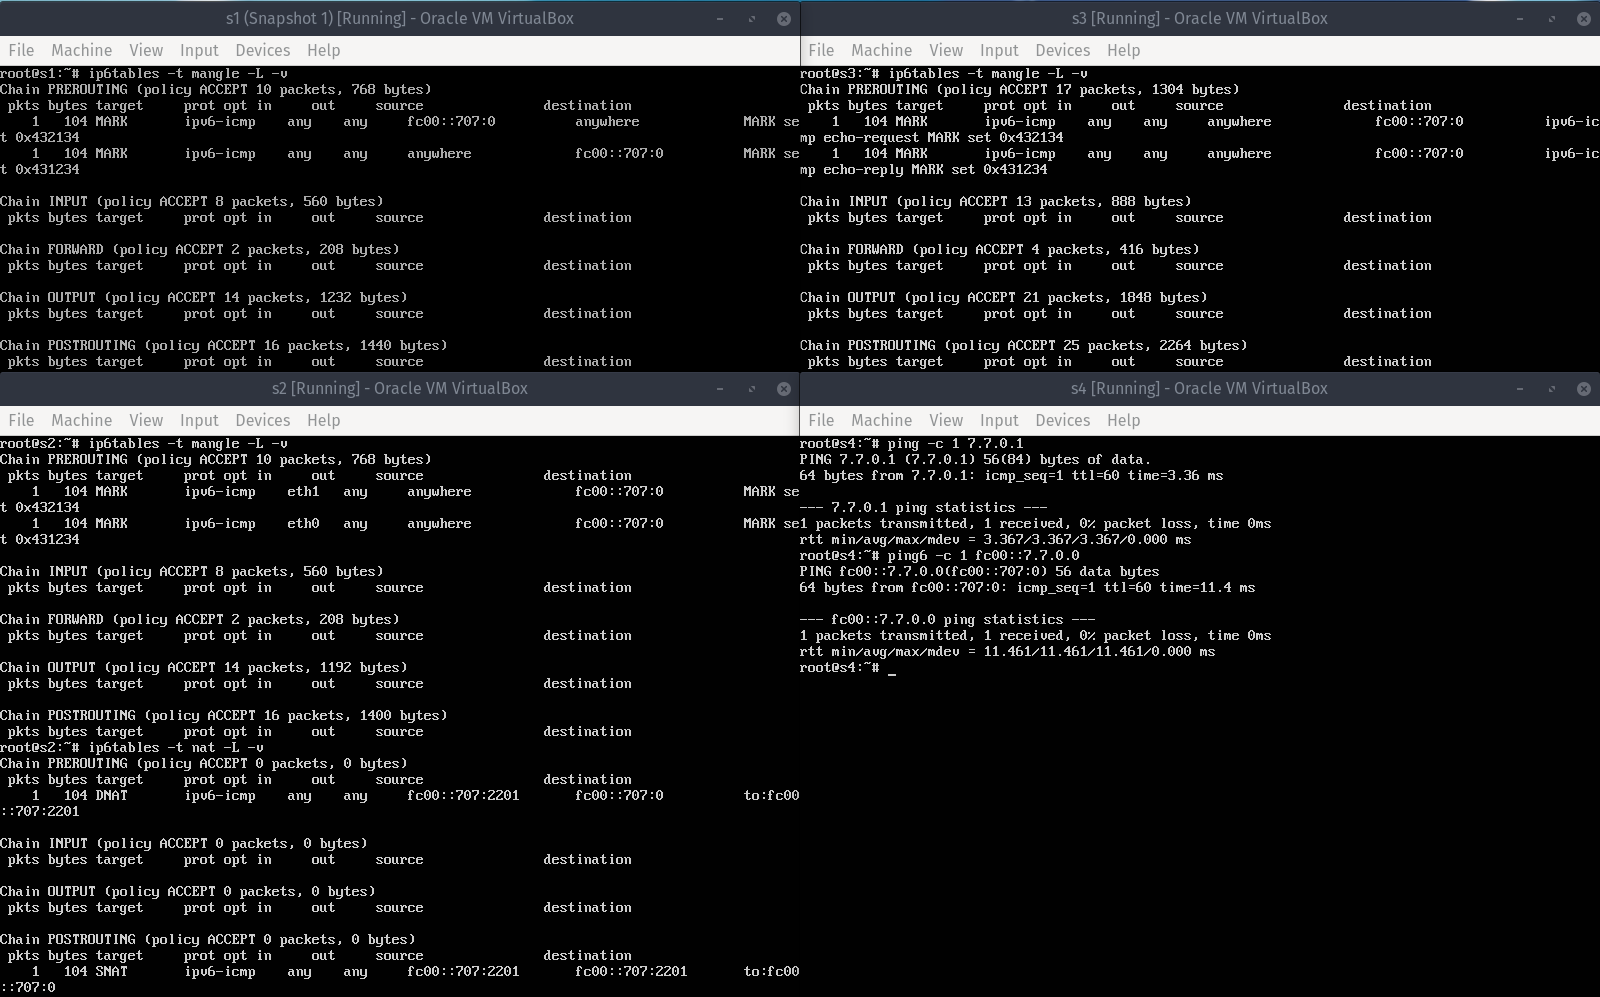 s1 (Snapshot 1) [Running] - Oracle VM VirtualBox
File Machine View Input Devices Help
root@s1:~# ip6tables -t mangle -L -v
Chain PREROUTING (policy ACCEPT 10 packets, 768 bytes)
pkts bytes target prot opt in out source destination
1 104 MARK ipv6-icmp any any fc00::707:0 anywhere MARK se
t 0x432134
1 104 MARK ipv6-icmp any any anywhere fc00::707:0 MARK se
t 0x431234
Chain INPUT (policy ACCEPT 8 packets, 560 bytes)
pkts bytes target prot opt in out source destination
Chain FORWARD (policy ACCEPT 2 packets, 208 bytes)
pkts bytes target prot opt in out source destination
Chain OUTPUT (policy ACCEPT 14 packets, 1232 bytes)
pkts bytes target prot opt in out source destination
Chain POSTROUTING (policy ACCEPT 16 packets, 1440 bytes)
pkts bytes target prot opt in out source destination
s3 [Running] - Oracle VM VirtualBox
File Machine View Input Devices Help
root@s3:~# ip6tables -t mangle -L -v
Chain PREROUTING (policy ACCEPT 17 packets, 1304 bytes)
pkts bytes target prot opt in out source destination
1 104 MARK ipv6-icmp any any anywhere fc00::707:0 ipv6-ic
mp echo-request MARK set 0x432134
1 104 MARK ipv6-icmp any any anywhere fc00::707:0 ipv6-ic
mp echo-reply MARK set 0x431234
Chain INPUT (policy ACCEPT 13 packets, 888 bytes)
pkts bytes target prot opt in out source destination
Chain FORWARD (policy ACCEPT 4 packets, 416 bytes)
pkts bytes target prot opt in out source destination
Chain OUTPUT (policy ACCEPT 21 packets, 1848 bytes)
pkts bytes target prot opt in out source destination
Chain POSTROUTING (policy ACCEPT 25 packets, 2264 bytes)
pkts bytes target prot opt in out source destination
s2 [Running] - Oracle VM VirtualBox
File Machine View Input Devices Help
root@s2:~# ip6tables -t mangle -L -v
Chain PREROUTING (policy ACCEPT 10 packets, 768 bytes)
pkts bytes target prot opt in out source destination
1 104 MARK ipv6-icmp eth1 any anywhere fc00::707:0 MARK se
t 0x432134
1 104 MARK ipv6-icmp eth0 any anywhere fc00::707:0 MARK se
t 0x431234
Chain INPUT (policy ACCEPT 8 packets, 560 bytes)
pkts bytes target prot opt in out source destination
Chain FORWARD (policy ACCEPT 2 packets, 208 bytes)
pkts bytes target prot opt in out source destination
Chain OUTPUT (policy ACCEPT 14 packets, 1192 bytes)
pkts bytes target prot opt in out source destination
Chain POSTROUTING (policy ACCEPT 16 packets, 1400 bytes)
pkts bytes target prot opt in out source destination
root@s2:~# ip6tables -t nat -L -v
Chain PREROUTING (policy ACCEPT 0 packets, 0 bytes)
pkts bytes target prot opt in out source destination
1 104 DNAT ipv6-icmp any any fc00::707:2201 fc00::707:0 to:fc00
::707:2201
Chain INPUT (policy ACCEPT 0 packets, 0 bytes)
pkts bytes target prot opt in out source destination
Chain OUTPUT (policy ACCEPT 0 packets, 0 bytes)
pkts bytes target prot opt in out source destination
Chain POSTROUTING (policy ACCEPT 0 packets, 0 bytes)
pkts bytes target prot opt in out source destination
1 104 SNAT ipv6-icmp any any fc00::707:2201 fc00::707:2201 to:fc00
::707:0
s4 [Running] - Oracle VM VirtualBox
File Machine View Input Devices Help
root@s4:~# ping -c 1 7.7.0.1
PING 7.7.0.1 (7.7.0.1) 56(84) bytes of data.
64 bytes from 7.7.0.1: icmp_seq=1 ttl=60 time=3.36 ms
--- 7.7.0.1 ping statistics ---
1 packets transmitted, 1 received, 0% packet loss, time 0ms
rtt min/avg/max/mdev = 3.367/3.367/3.367/0.000 ms
root@s4:~# ping6 -c 1 fc00::7.7.0.0
PING fc00::7.7.0.0(fc00::707:0) 56 data bytes
64 bytes from fc00::707:0: icmp_seq=1 ttl=60 time=11.4 ms
--- fc00::7.7.0.0 ping statistics ---
1 packets transmitted, 1 received, 0% packet loss, time 0ms
rtt min/avg/max/mdev = 11.461/11.461/11.461/0.000 ms
root@s4:~# _